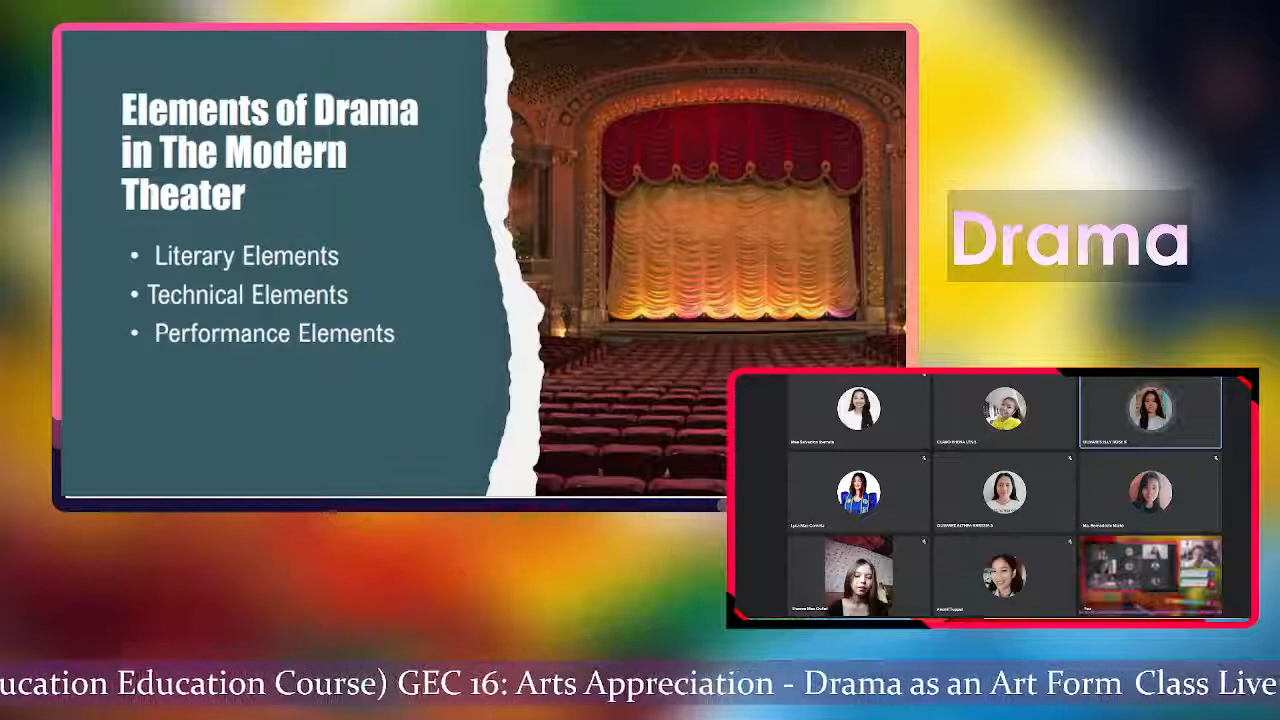 Elements of Drama
in The Modern
Theater
• Literary Elements
• Technical Elements
• Performance Elements
Drama
ucation Education Course) GEC 16: Arts Appreciation - Drama as an Art Form Class Live